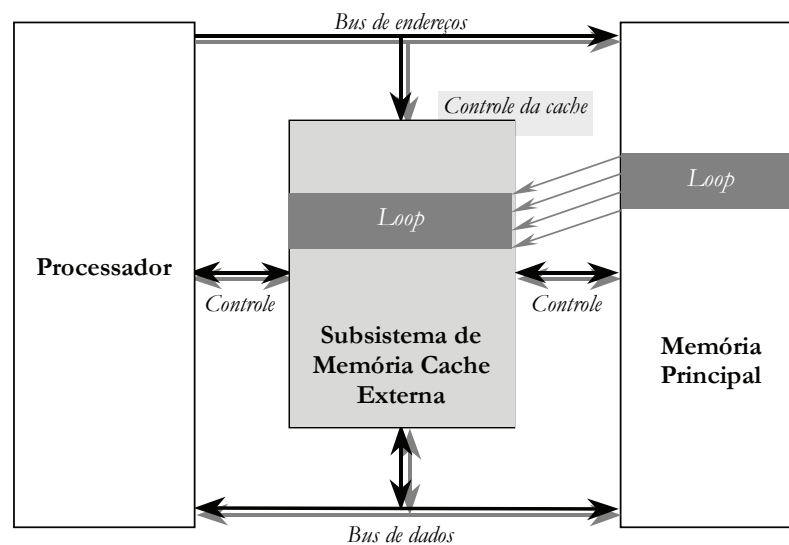 Bus de endereços
Controle da cache
Loop
Loop
Processador
Controle
Controle
Subsistema de
Memória Cache
Externa
Memória
Principal
Bus de dados